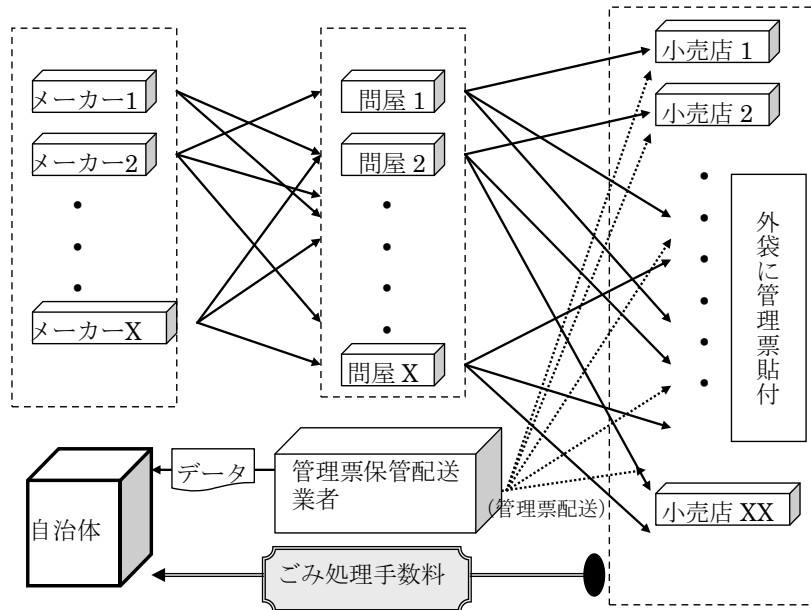 メーカー1
メーカー2
メーカーX
問屋 1
問屋 2
問屋 X
小売店 1
小売店 2
小売店 XX
外袋に管理票貼付
管理票保管配送
業者
(管理票配送)
データ
自治体
ごみ処理手数料